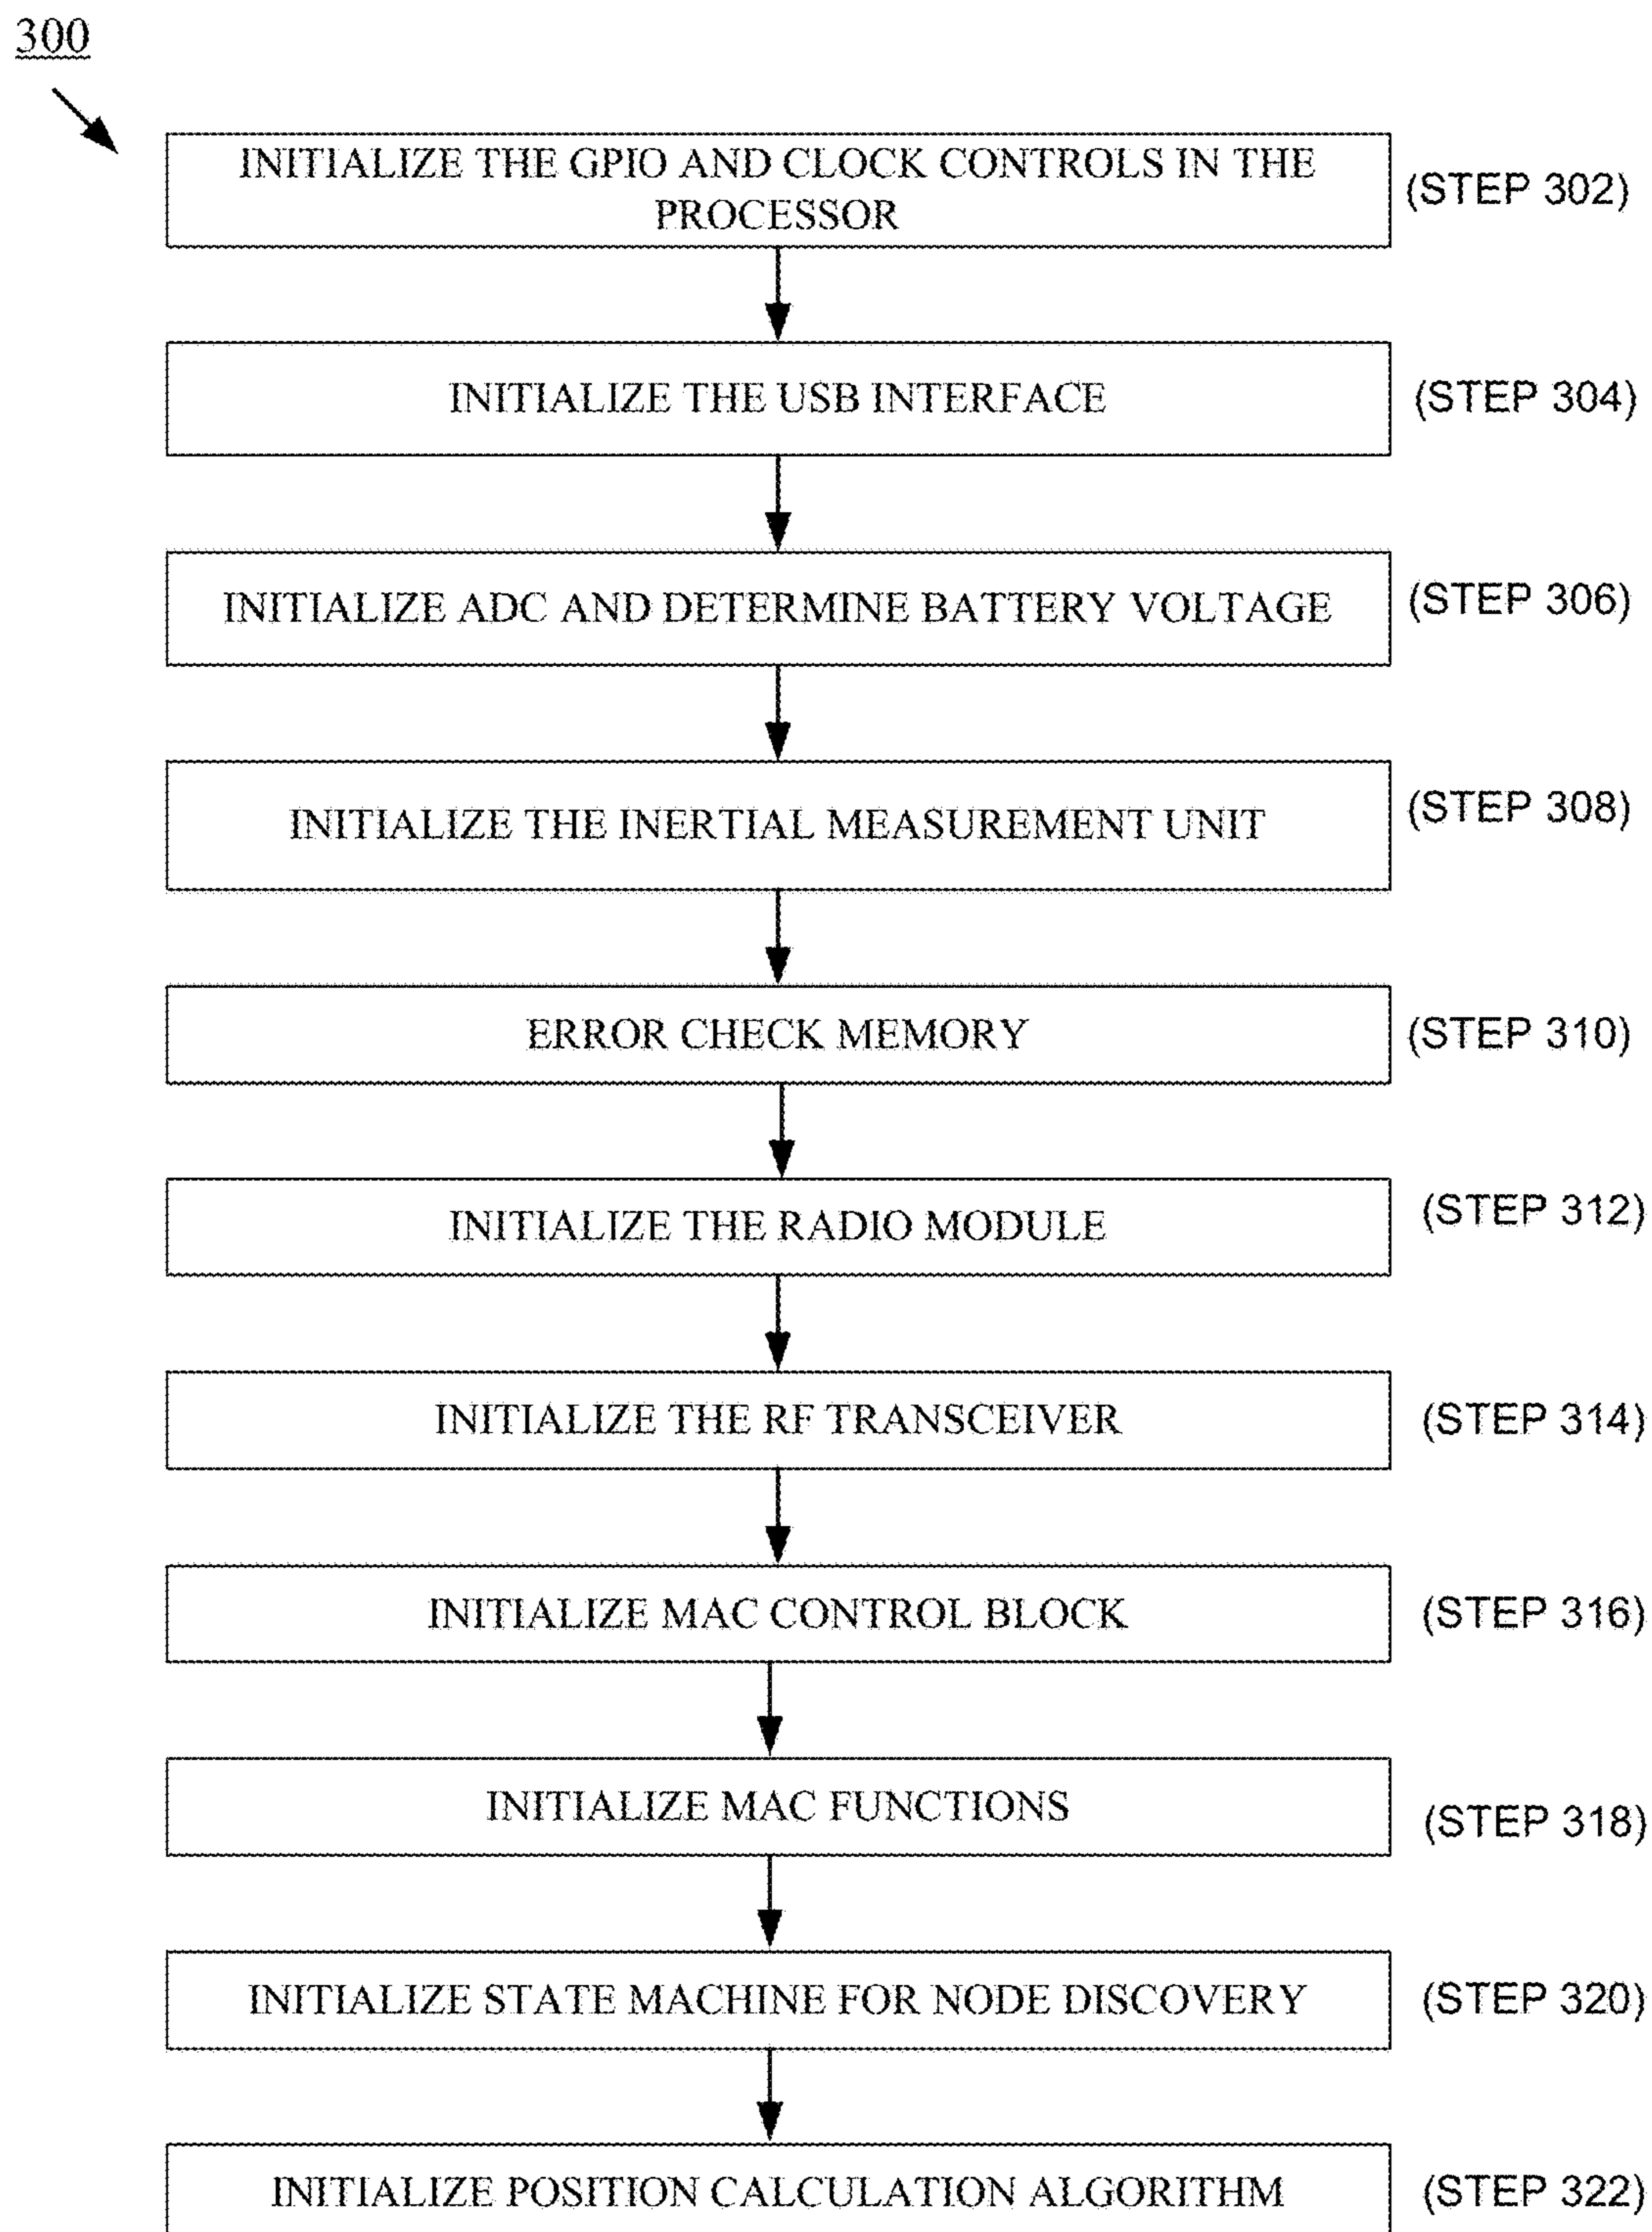 300
INITIALIZE THE GPIO AND CLOCK CONTROLS IN THE
PROCESSOR
(STEP 302)
INITIALIZE THE USB INTERFACE
(STEP 304)
INITIALIZE ADC AND DETERMINE BATTERY VOLTAGE
(STEP 306)
INITIALIZE THE INERTIAL MEASUREMENT UNIT
(STEP 308)
ERROR CHECK MEMORY
(STEP 310)
INITIALIZE THE RADIO MODULE
(STEP 312)
INITIALIZE THE RF TRANSCEIVER
(STEP 314)
INITIALIZE MAC CONTROL BLOCK
(STEP 316)
INITIALIZE MAC FUNCTIONS
(STEP 318)
INITIALIZE STATE MACHINE FOR NODE DISCOVERY
(STEP 320)
INITIALIZE POSITION CALCULATION ALGORITHM
(STEP 322)